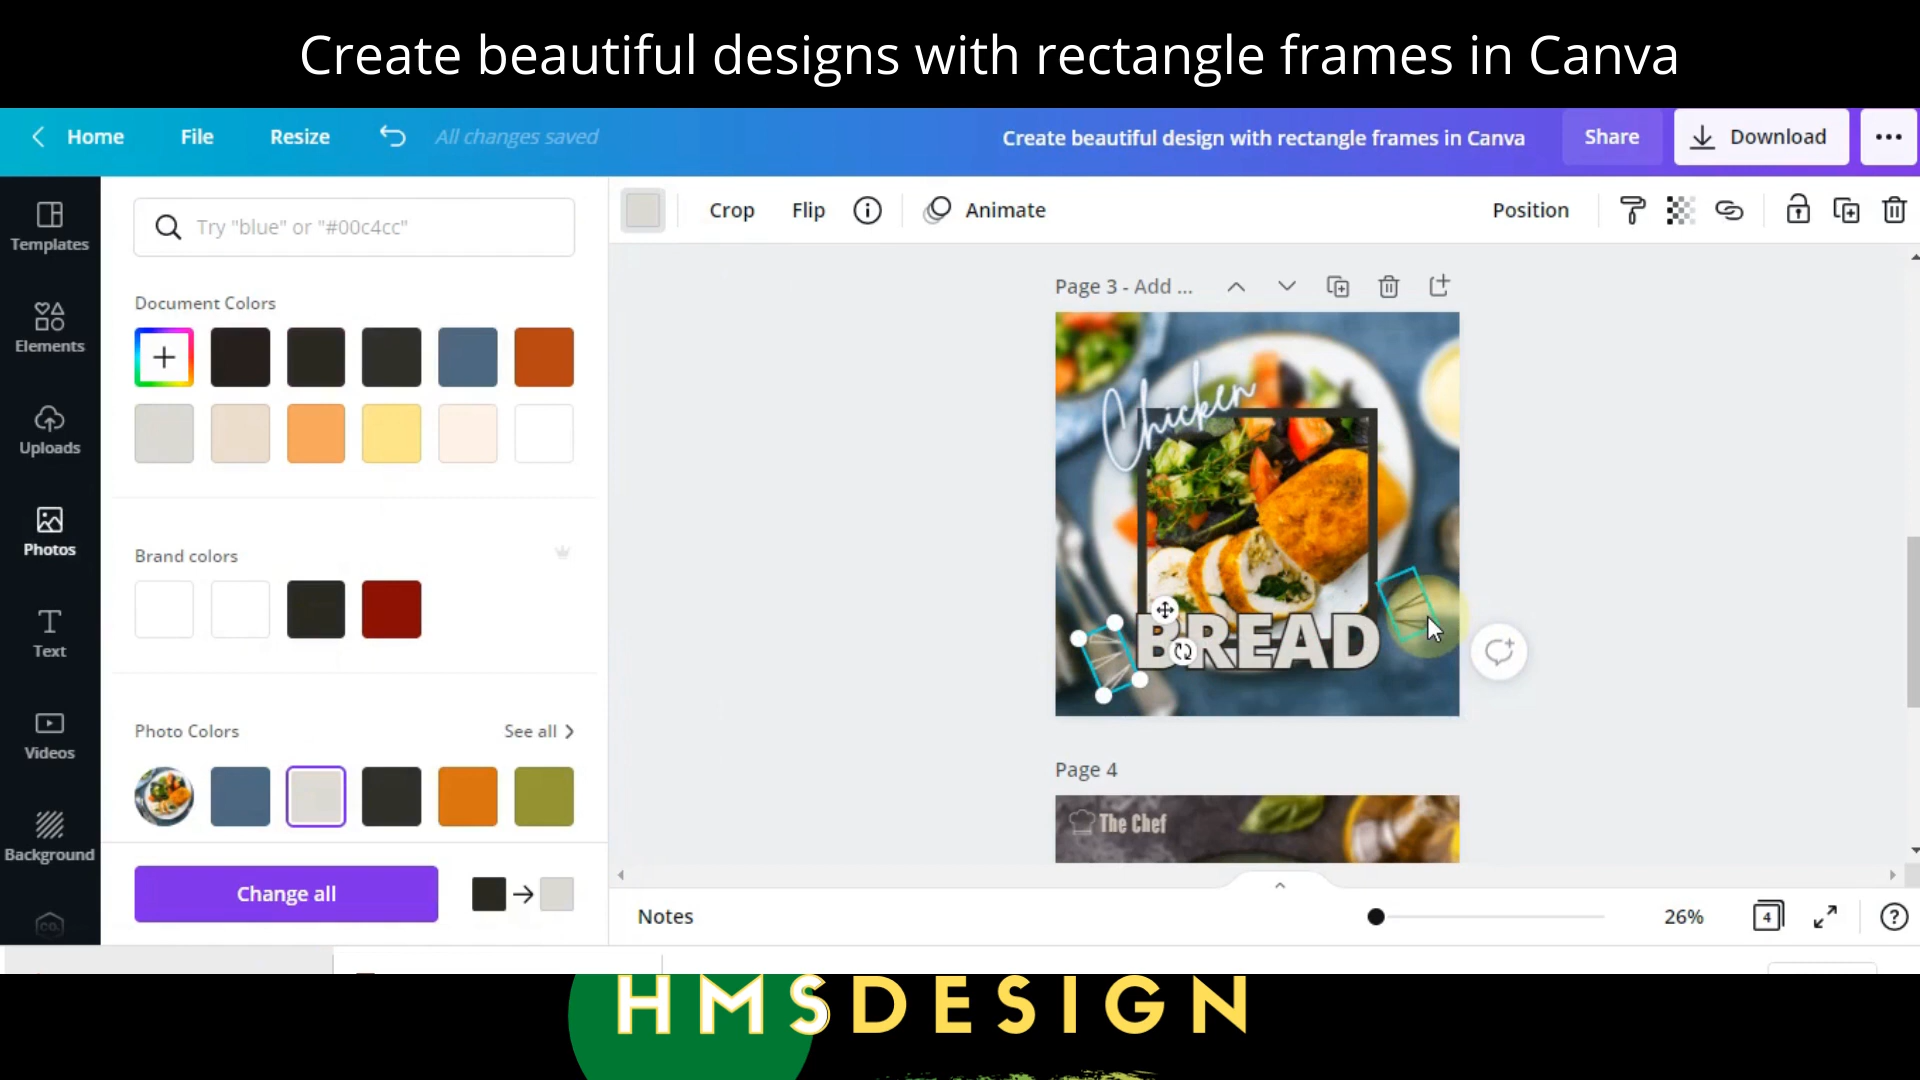 Create beautiful designs with rectangle frames in Canva
Home File Resize All changes saved Create beautiful design with rectangle frames in Canva Share Download
Try "blue" or "#00c4cc"
Crop Flip Animate Position
Templates
Elements
Uploads
Photos
Text
Videos
Background
CO.
Document Colors
Brand colors
Photo Colors See all
Change all
Page 3 - Add ...
Chicken
BREAD
Page 4
The Chef
Notes 26% 4
HMSDESIGN